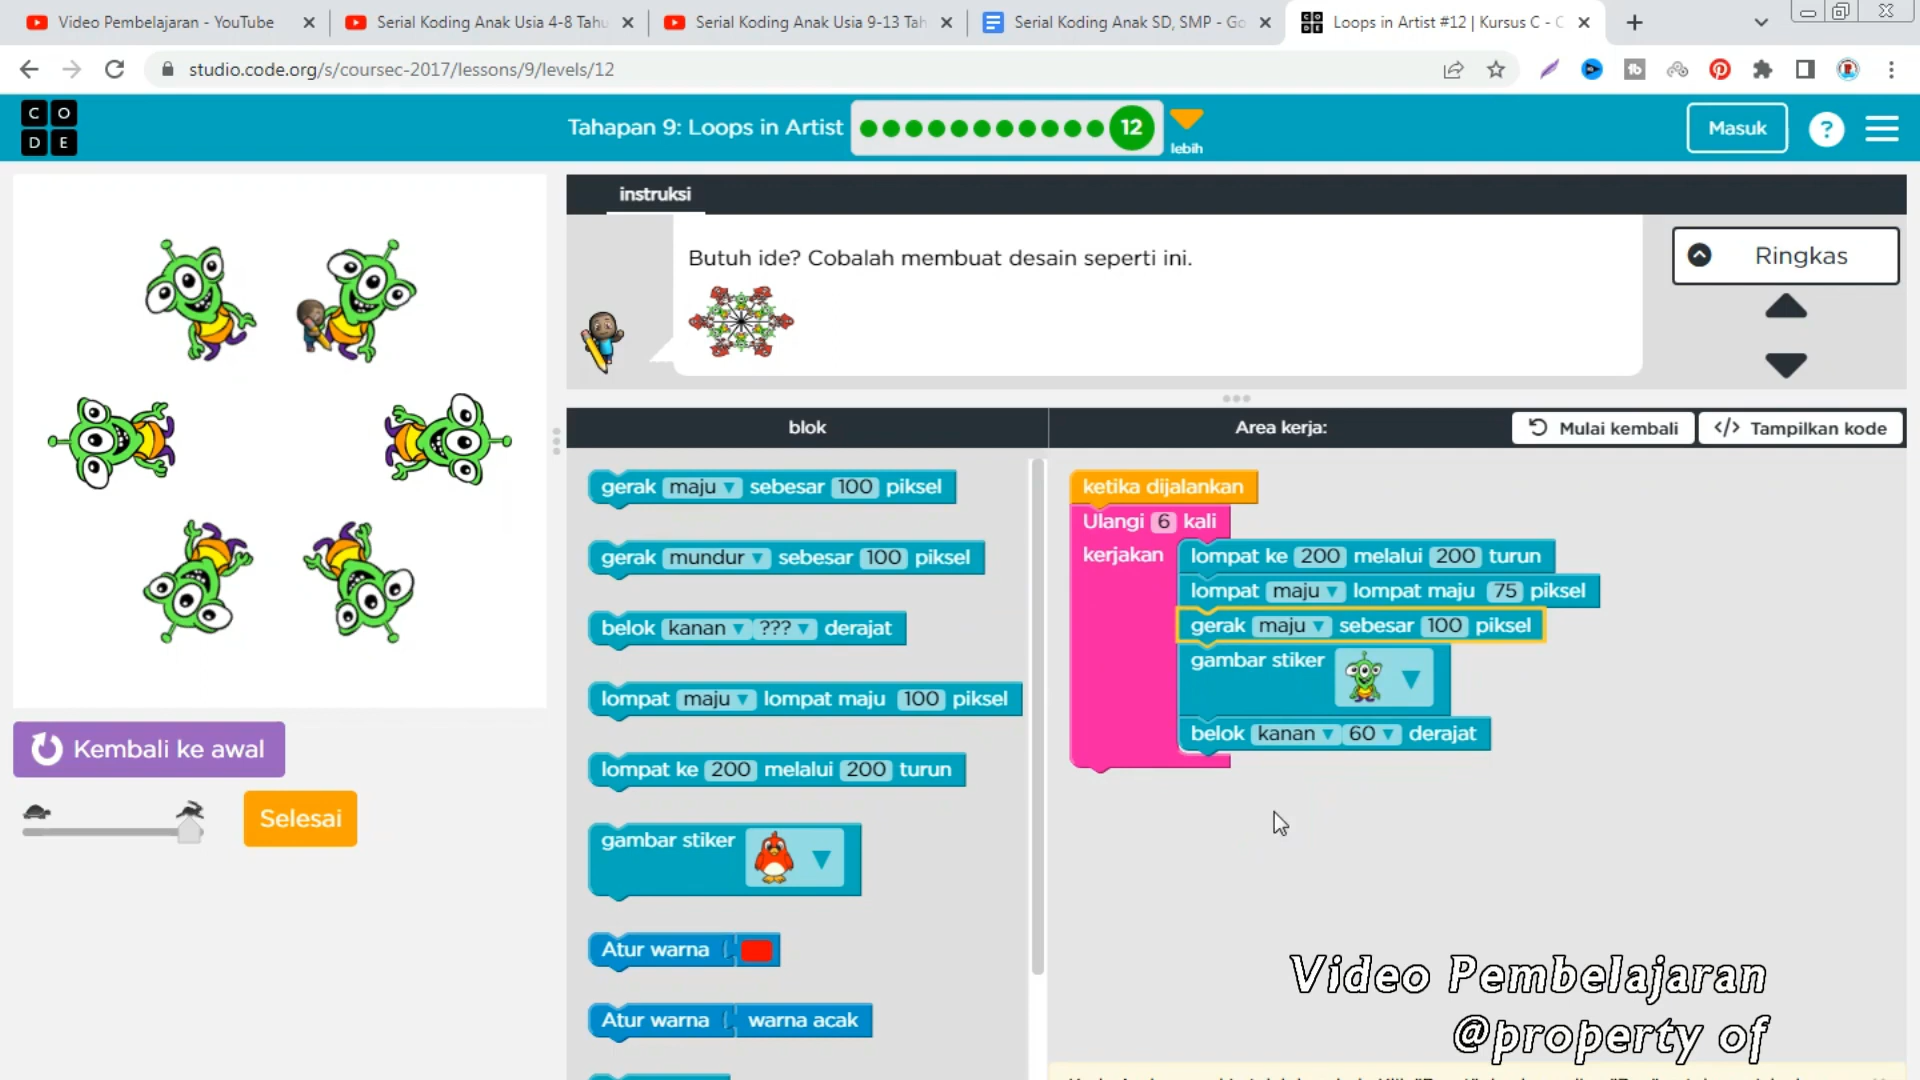 Video Pembelajaran - YouTube
Serial Koding Anak Usia 4-8 Tahu
Serial Koding Anak Usia 9-13 Tah
Serial Koding Anak SD, SMP - Go
Loops in Artist #12 | Kursus C - C
studio.code.org/s/coursec-2017/lessons/9/levels/12
C O
D E
Tahapan 9: Loops in Artist
12
lebih
Masuk
?
instruksi
Butuh ide? Cobalah membuat desain seperti ini.
Ringkas
blok
Area kerja:
Mulai kembali
</> Tampilkan kode
gerak maju sebesar 100 piksel
gerak mundur sebesar 100 piksel
belok kanan ??? derajat
lompat maju lompat maju 100 piksel
lompat ke 200 melalui 200 turun
gambar stiker
Atur warna
Atur warna warna acak
ketika dijalankan
Ulangi 6 kali
kerjakan
lompat ke 200 melalui 200 turun
lompat maju lompat maju 75 piksel
gerak maju sebesar 100 piksel
gambar stiker
belok kanan 60 derajat
Kembali ke awal
Selesai
Video Pembelajaran
@property of